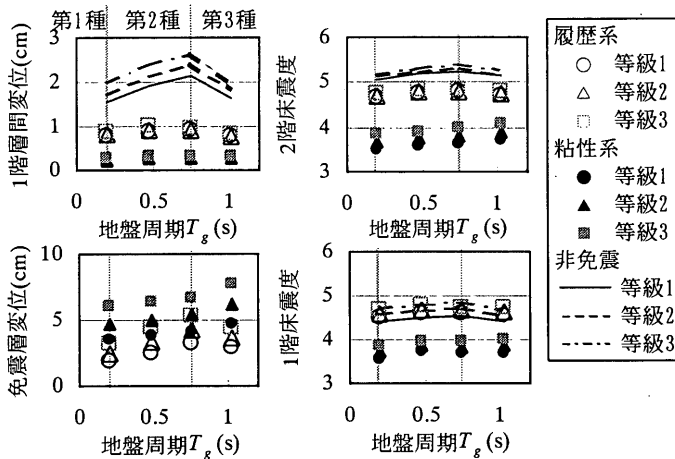 第1種 第2種 第3種
1階層間変位(cm)
3
2
1
0
0 0.5 1
地盤周期Tg(s)
2階床震度
6
5
4
3
0 0.5 1
地盤周期Tg(s)
免震層変位(cm)
10
5
0
0 0.5 1
地盤周期Tg(s)
1階床震度
6
5
4
3
0 0.5 1
地盤周期Tg(s)
履歴系
等級1
等級2
等級3
粘性系
等級1
等級2
等級3
非免震
等級1
等級2
等級3